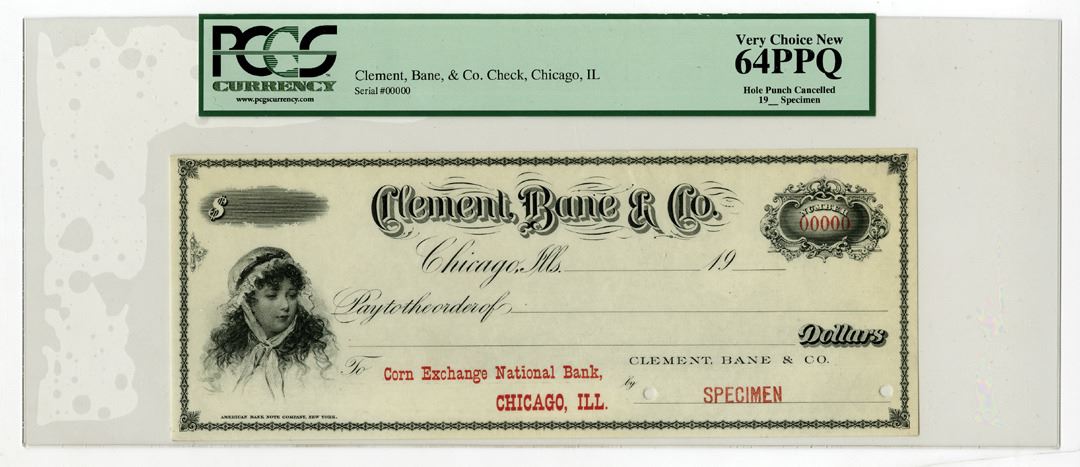 PCGS
CURRENCY
www.pcgscurrency.com
Clement, Bane, & Co. Check, Chicago, IL
Serial #00000
Very Choice New
64PPQ
Hole Punch Cancelled
19__ Specimen
$
Clement, Bane & Co.
NUMBER
00000
Chicago, Ills. 19
Pay to the order of
Dollars
To Corn Exchange National Bank,
CHICAGO, ILL.
CLEMENT, BANE & CO.
by SPECIMEN
AMERICAN BANK NOTE COMPANY, NEW YORK.